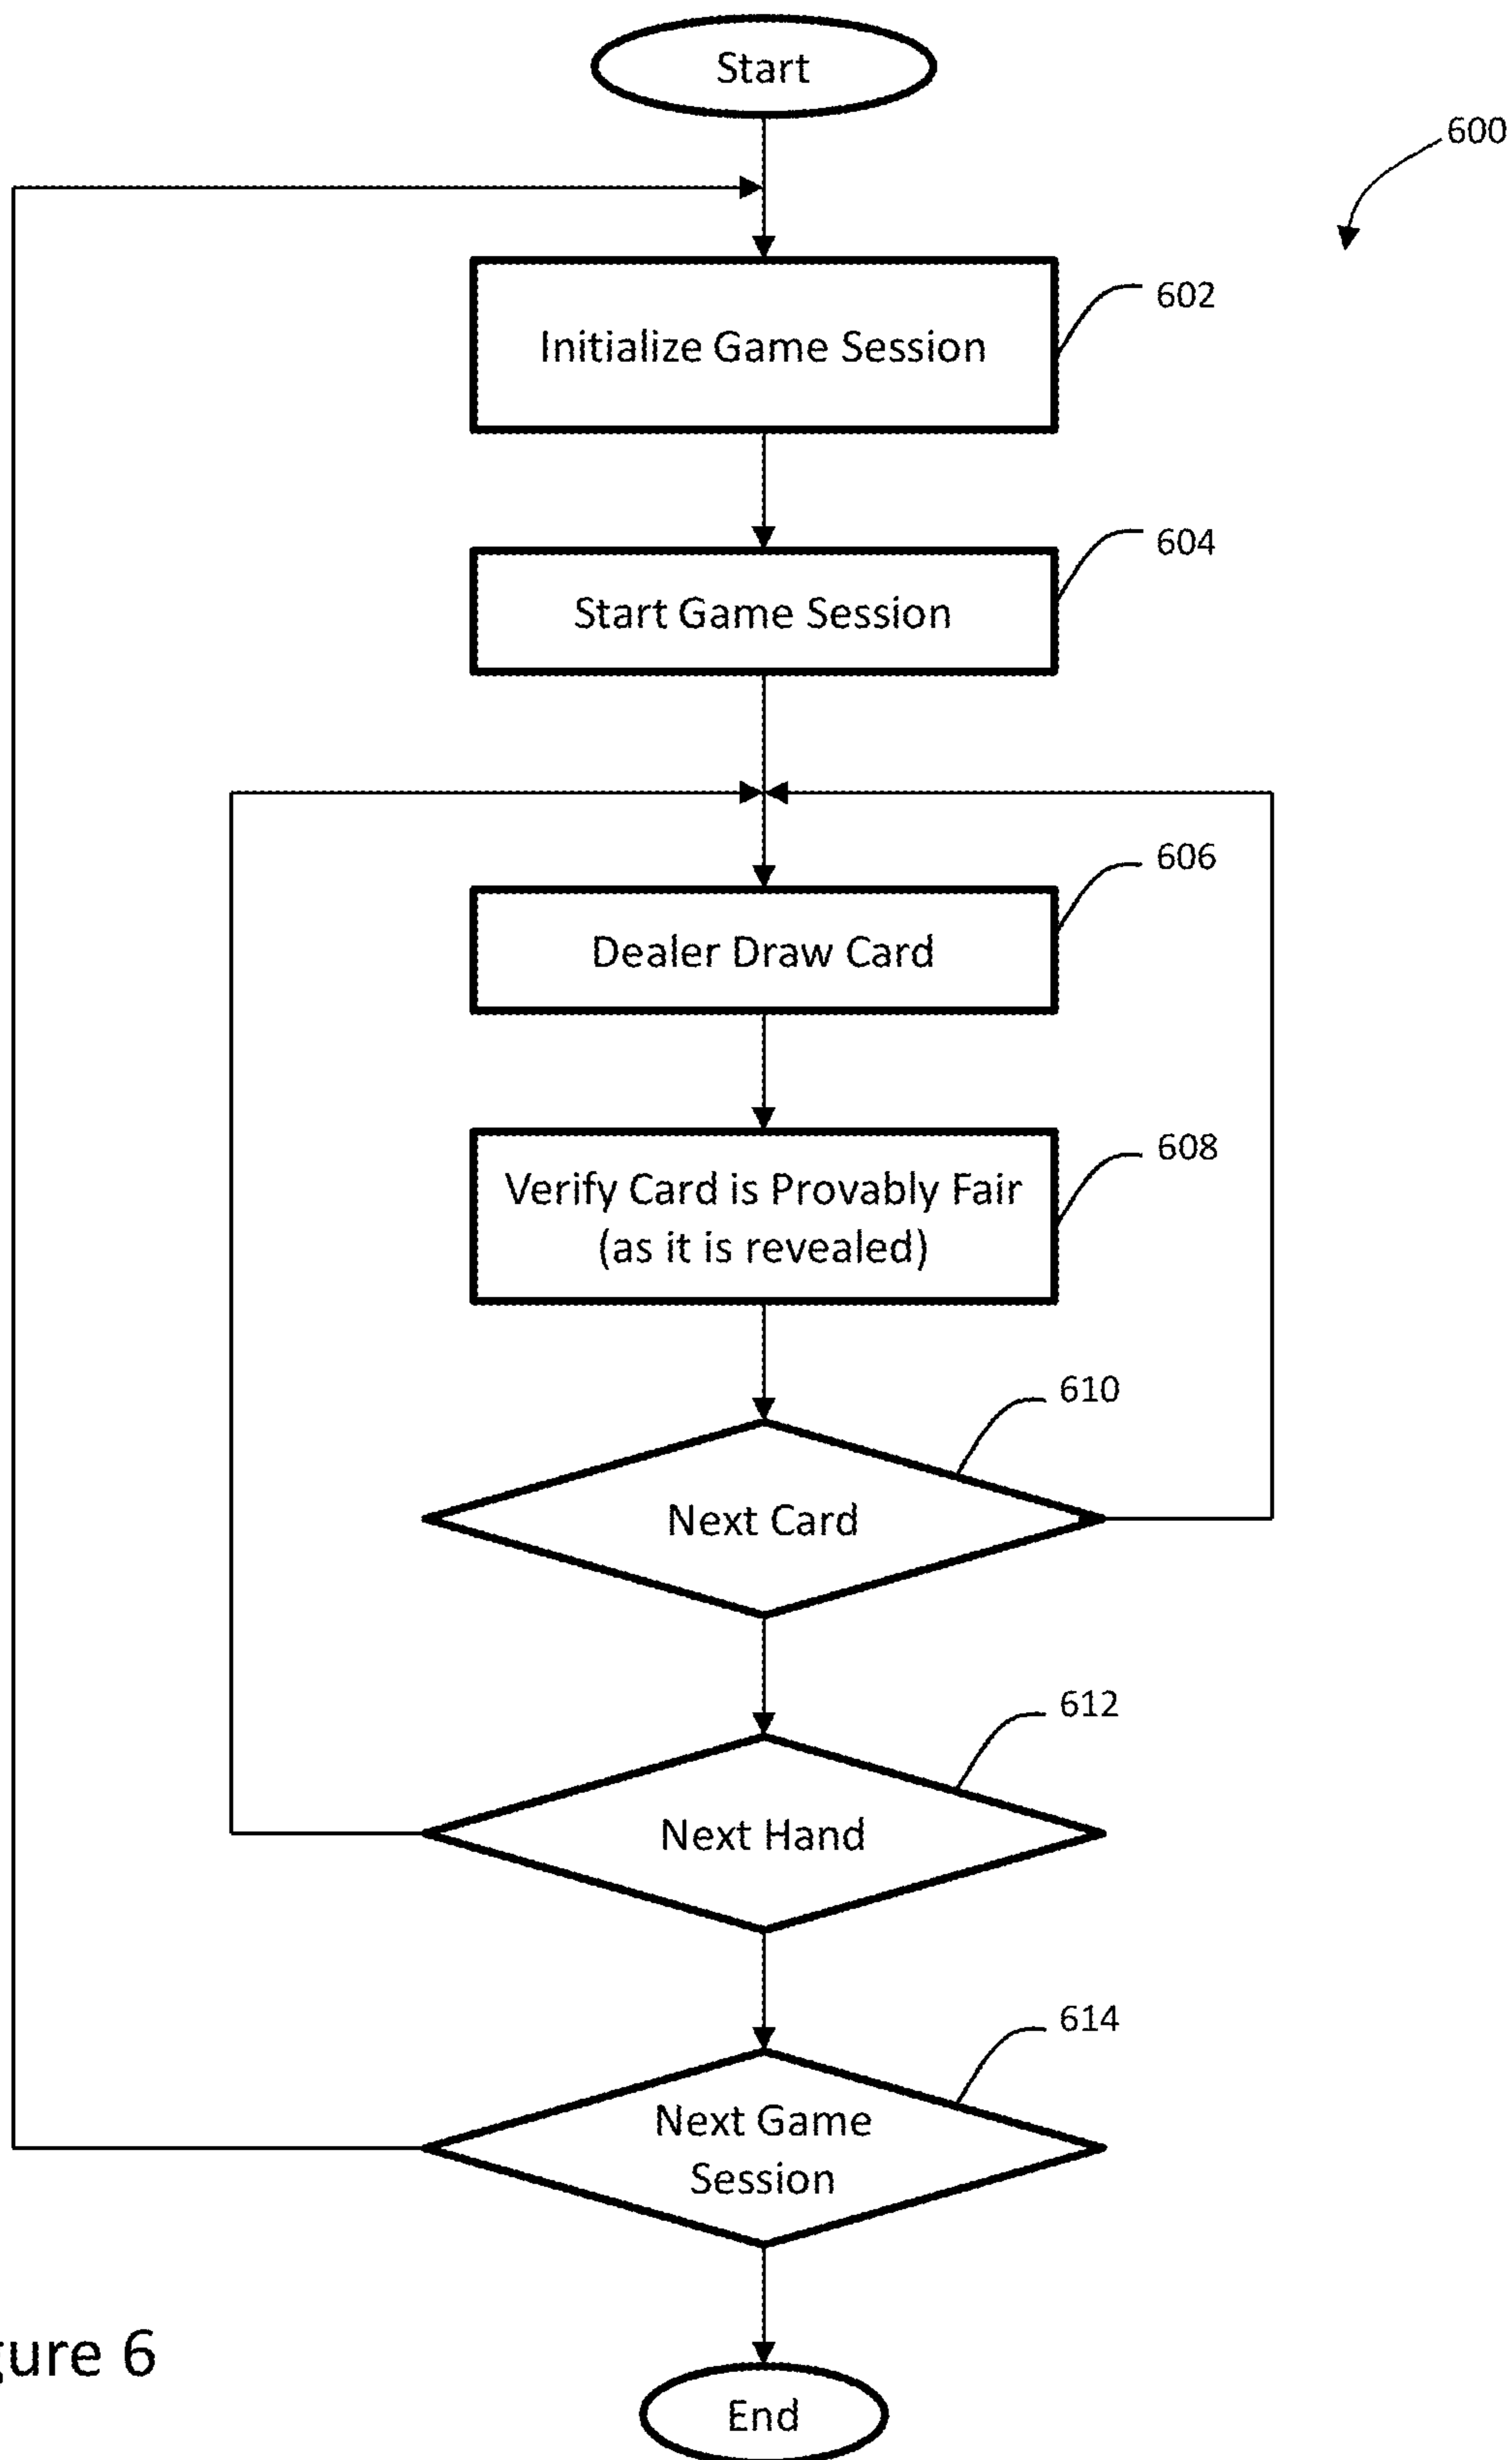 Start
600
602
Initialize Game Session
604
Start Game Session
606
Dealer Draw Card
608
Verify Card is Provably Fair
(as it is revealed)
610
Next Card
612
Next Hand
614
Next Game
Session
6
End